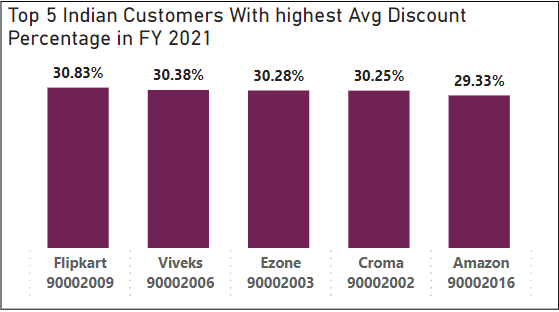 Top 5 Indian Customers With highest Avg Discount
Percentage in FY 2021
30.83% 30.38% 30.28% 30.25% 29.33%
Flipkart Viveks Ezone Croma Amazon
90002009 90002006 90002003 90002002 90002016